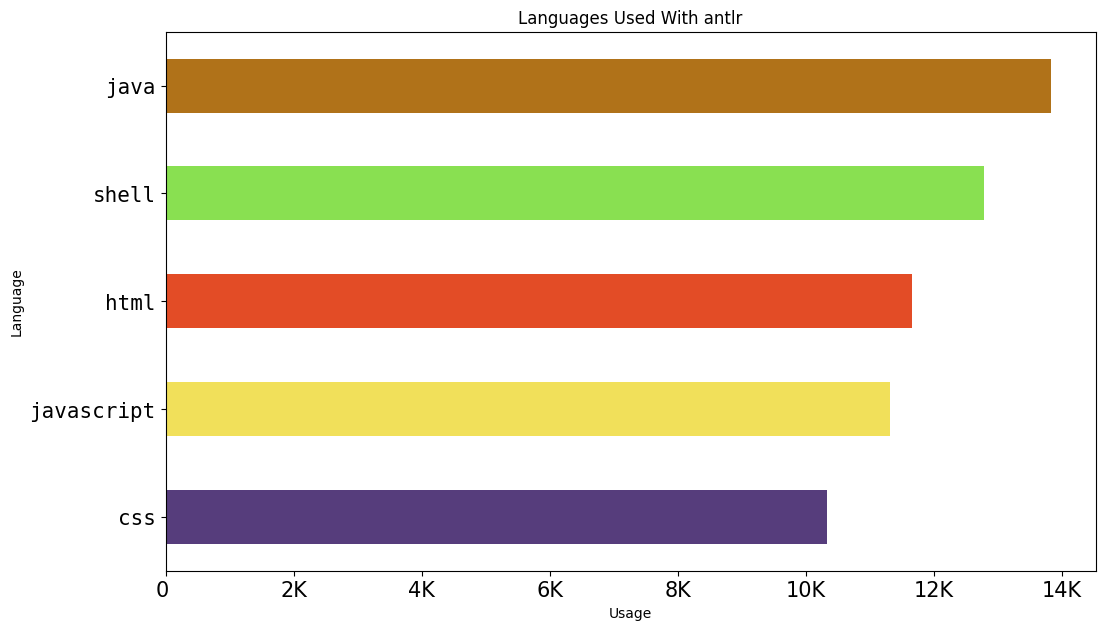 Languages Used With antlr
java
shell
html
javascript
css
Language
0 2K 4K 6K 8K 10K 12K 14K
Usage